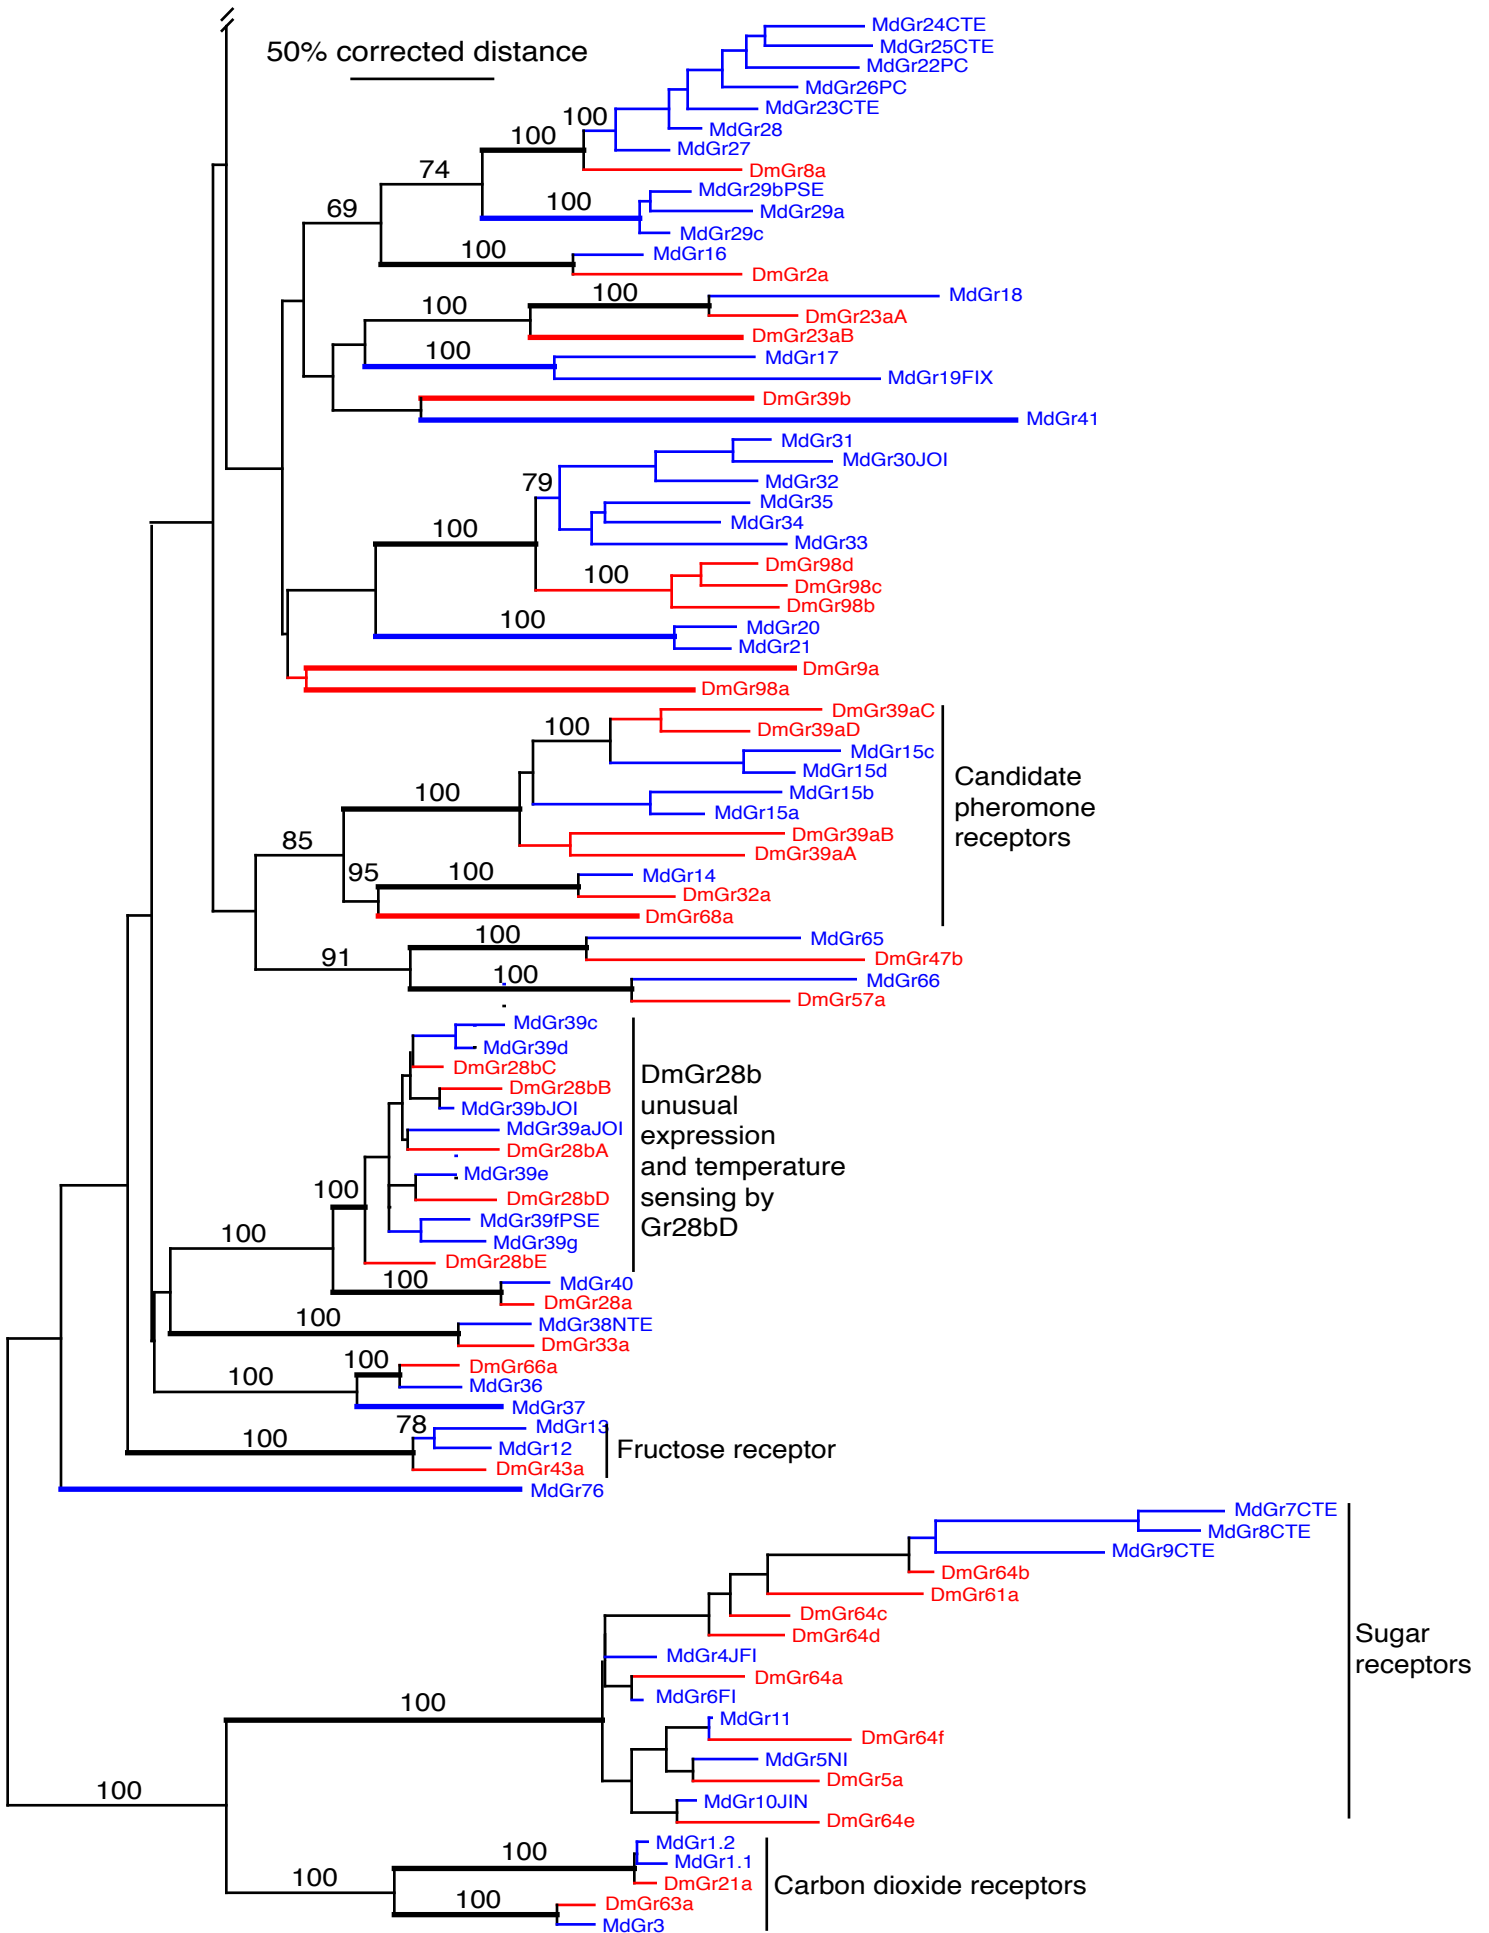 50% corrected distance
MdGr24CTE
MdGr25CTE
MdGr22PC
MdGr26PC
MdGr23CTE
100
MdGr28
100
MdGr27
74
DmGr8a
MdGr29bPSE
100
MdGr29a
69
MdGr29c
100
MdGr16
DmGr2a
100
MdGr18
100
DmGr23aA
DmGr23aB
100
MdGr17
MdGr19FIX
DmGr39b
MdGr41
MdGr31
MdGr30JOI
79
MdGr32
MdGr35
100
MdGr34
MdGr33
DmGr98d
100
DmGr98c
DmGr98b
100
MdGr20
MdGr21
DmGr9a
DmGr98a
DmGr39aC
100
DmGr39aD
MdGr15c
MdGr15d
100
MdGr15b
MdGr15a
DmGr39aB
85
DmGr39aA
95
100
MdGr14
DmGr32a
DmGr68a
Candidate
pheromone
receptors
100
MdGr65
91
DmGr47b
100
MdGr66
DmGr57a
MdGr39c
MdGr39d
DmGr28bC
DmGr28bB
MdGr39bJOI
MdGr39aJOI
DmGr28bA
MdGr39e
100
DmGr28bD
MdGr39fPSE
100
MdGr39g
DmGr28bE
DmGr28b
unusual
expression
and temperature
sensing by
Gr28bD
100
MdGr40
DmGr28a
100
MdGr38NTE
DmGr33a
100
DmGr66a
100
MdGr36
MdGr37
78
MdGr13
100
MdGr12
DmGr43a
Fructose receptor
MdGr76
MdGr7CTE
MdGr8CTE
MdGr9CTE
DmGr64b
DmGr61a
DmGr64c
DmGr64d
MdGr4JFI
DmGr64a
MdGr6FI
100
MdGr11
DmGr64f
MdGr5NI
DmGr5a
100
MdGr10JIN
DmGr64e
Sugar
receptors
MdGr1.2
100
MdGr1.1
100
DmGr21a
100
DmGr63a
MdGr3
Carbon dioxide receptors